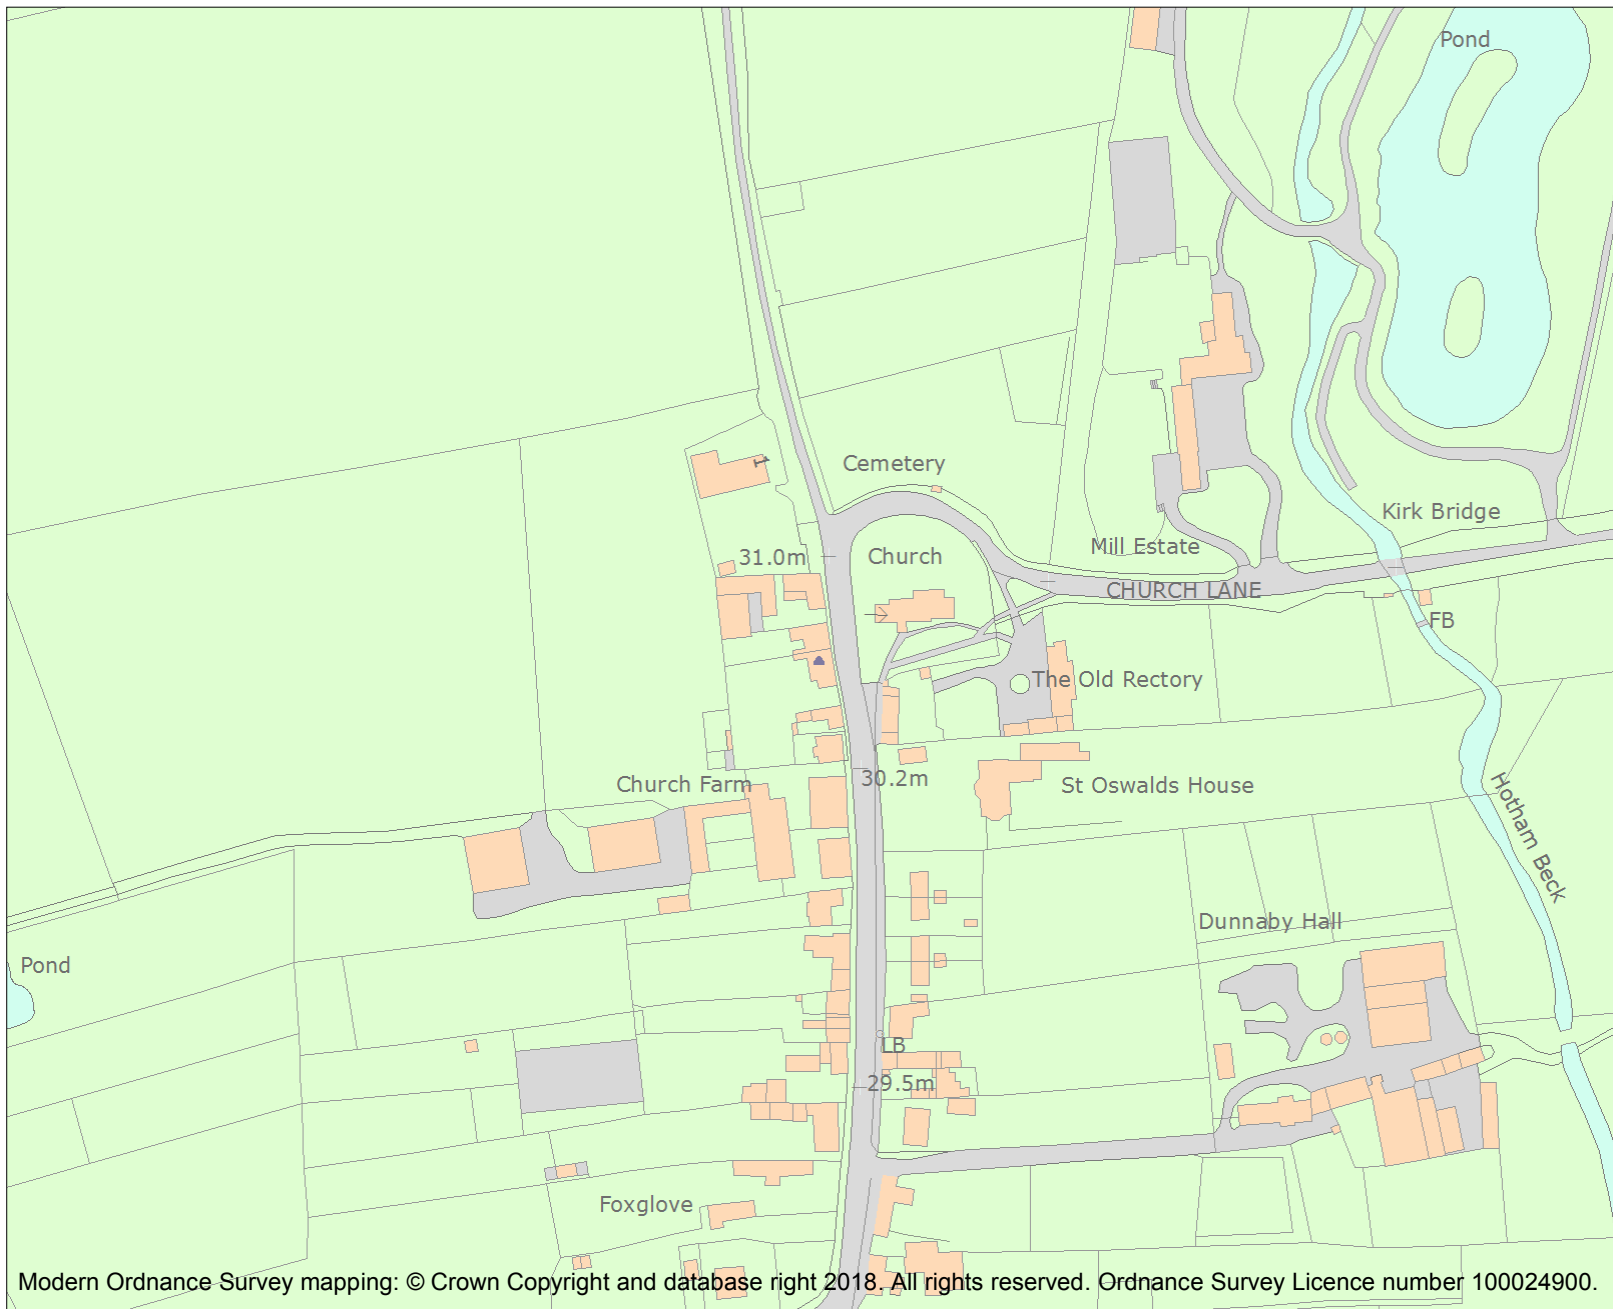 Pond
Cemetery
1
Kirk Bridge
Mill Estate
31.0m
Church
CHURCH LANE
FB
The Old Rectory
30.2m
Church Farm
St Oswalds House
Hotham Beck
Dunnaby Hall
Pond
LB
29.5m
Foxglove
Modern Ordnance Survey mapping: © Crown Copyright and database right 2018. All rights reserved. Ordnance Survey Licence number 100024900.